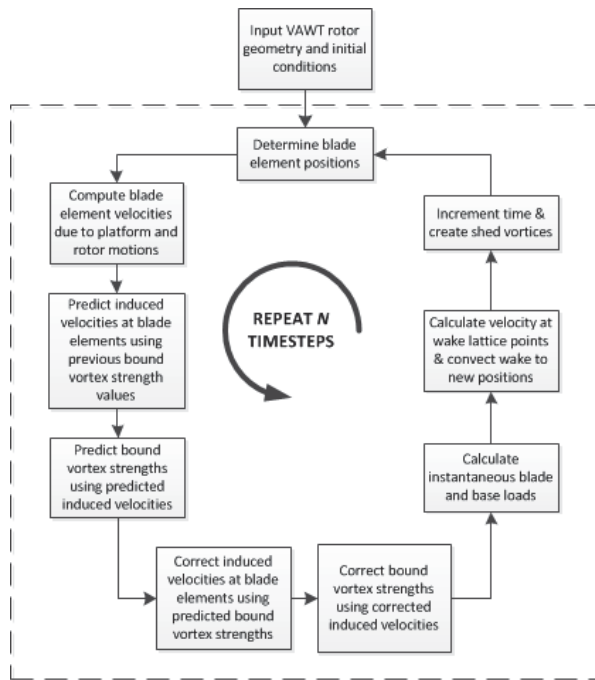 Input VAWT rotor
geometry and initial
conditions
Determine blade
element positions
Compute blade
element velocities
due to platform and
rotor motions
Predict induced
velocities at blade
elements using
previous bound
vortex strength
values
Predict bound
vortex strengths
using predicted
induced velocities
Correct induced
velocities at blade
elements using
predicted bound
vortex strengths
Correct bound
vortex strengths
using corrected
induced velocities
Calculate
instantaneous blade
and base loads
Calculate velocity at
wake lattice points
& convect wake to
new positions
Increment time &
create shed vortices
REPEAT N
TIMESTEPS